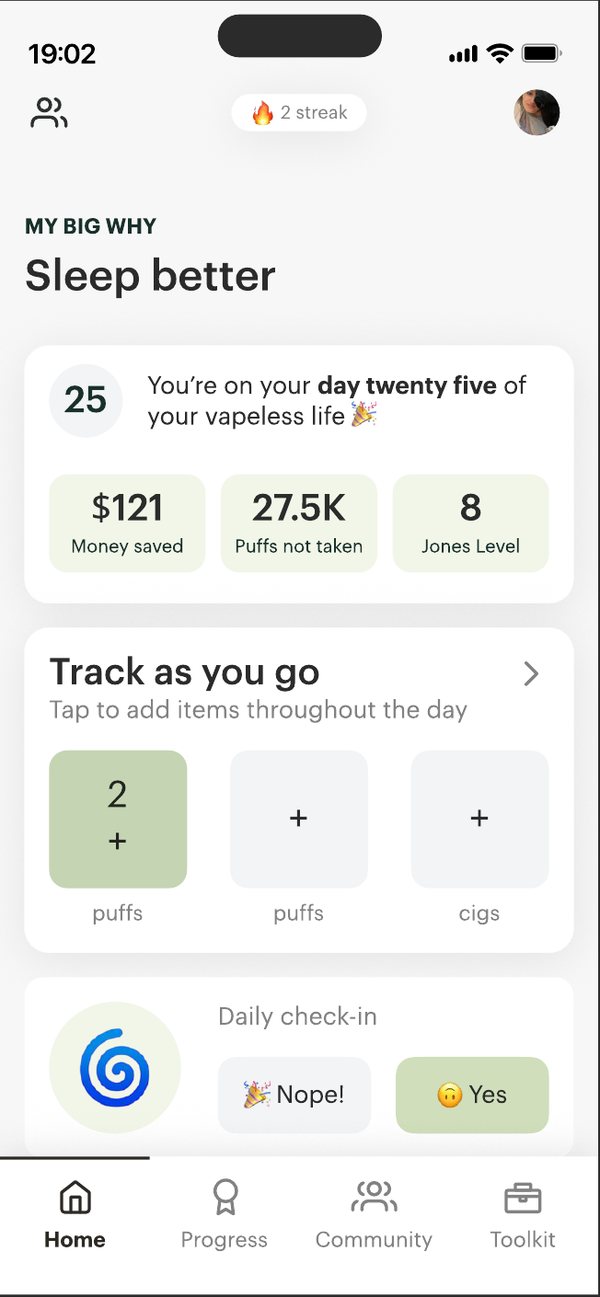 19:02
🔥 2 streak
MY BIG WHY
Sleep better
25
You’re on your day twenty five of
your vapeless life 🎉
$121
27.5K
8
Money saved
Puffs not taken
Jones Level
Track as you go
Tap to add items throughout the day
2
+
+
+
puffs
puffs
cigs
Daily check-in
🎉 Nope!
🙃 Yes
Home
Progress
Community
Toolkit